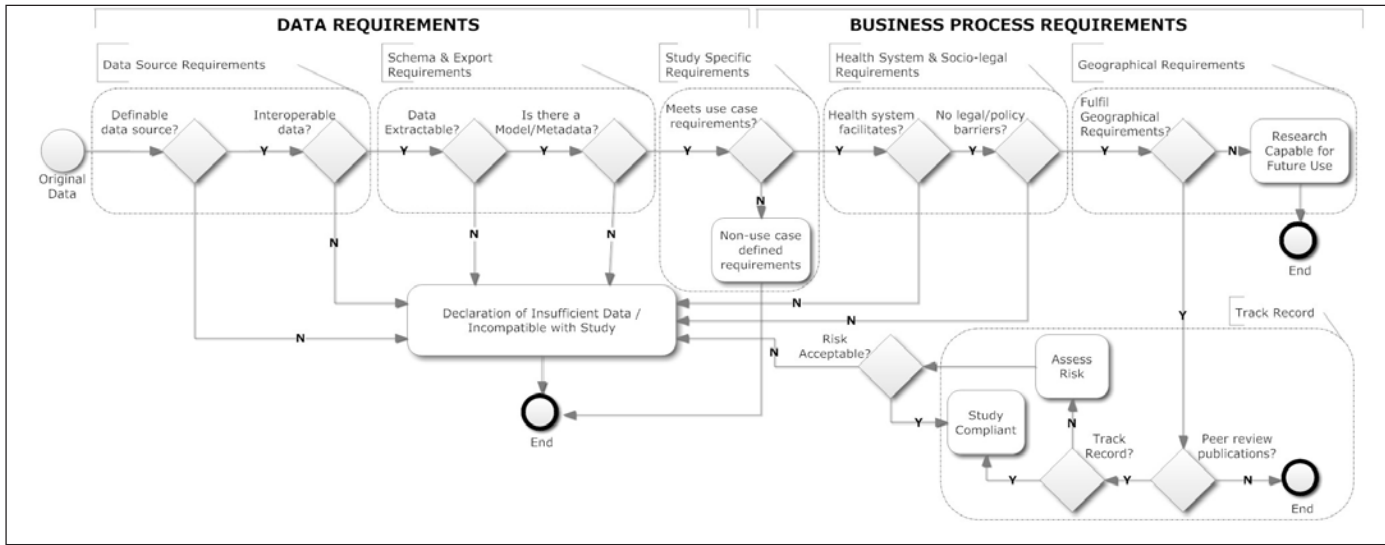 DATA REQUIREMENTS
BUSINESS PROCESS REQUIREMENTS
Data Source Requirements
Schema & Export
Requirements
Study Specific
Requirements
Health System & Socio-legal
Requirements
Geographical Requirements
Original
Data
Definable
data source?
Y
Interoperable
data?
Y
Data
Extractable?
Y
Is there a
Model/Metadata?
Y
Meets use case
requirements?
Y
Health system
facilitates?
Y
No legal/policy
barriers?
Y
Fulfil
Geographical
Requirements?
N
Research
Capable for
Future Use
End
N
N
N
N
N
Non-use case
defined
requirements
Declaration of Insufficient Data /
Incompatible with Study
N
N
N
End
Y
Track Record
Risk
Acceptable?
Y
Assess
Risk
Study
Compliant
N
Track
Record?
Y
Y
Peer review
publications?
N
End